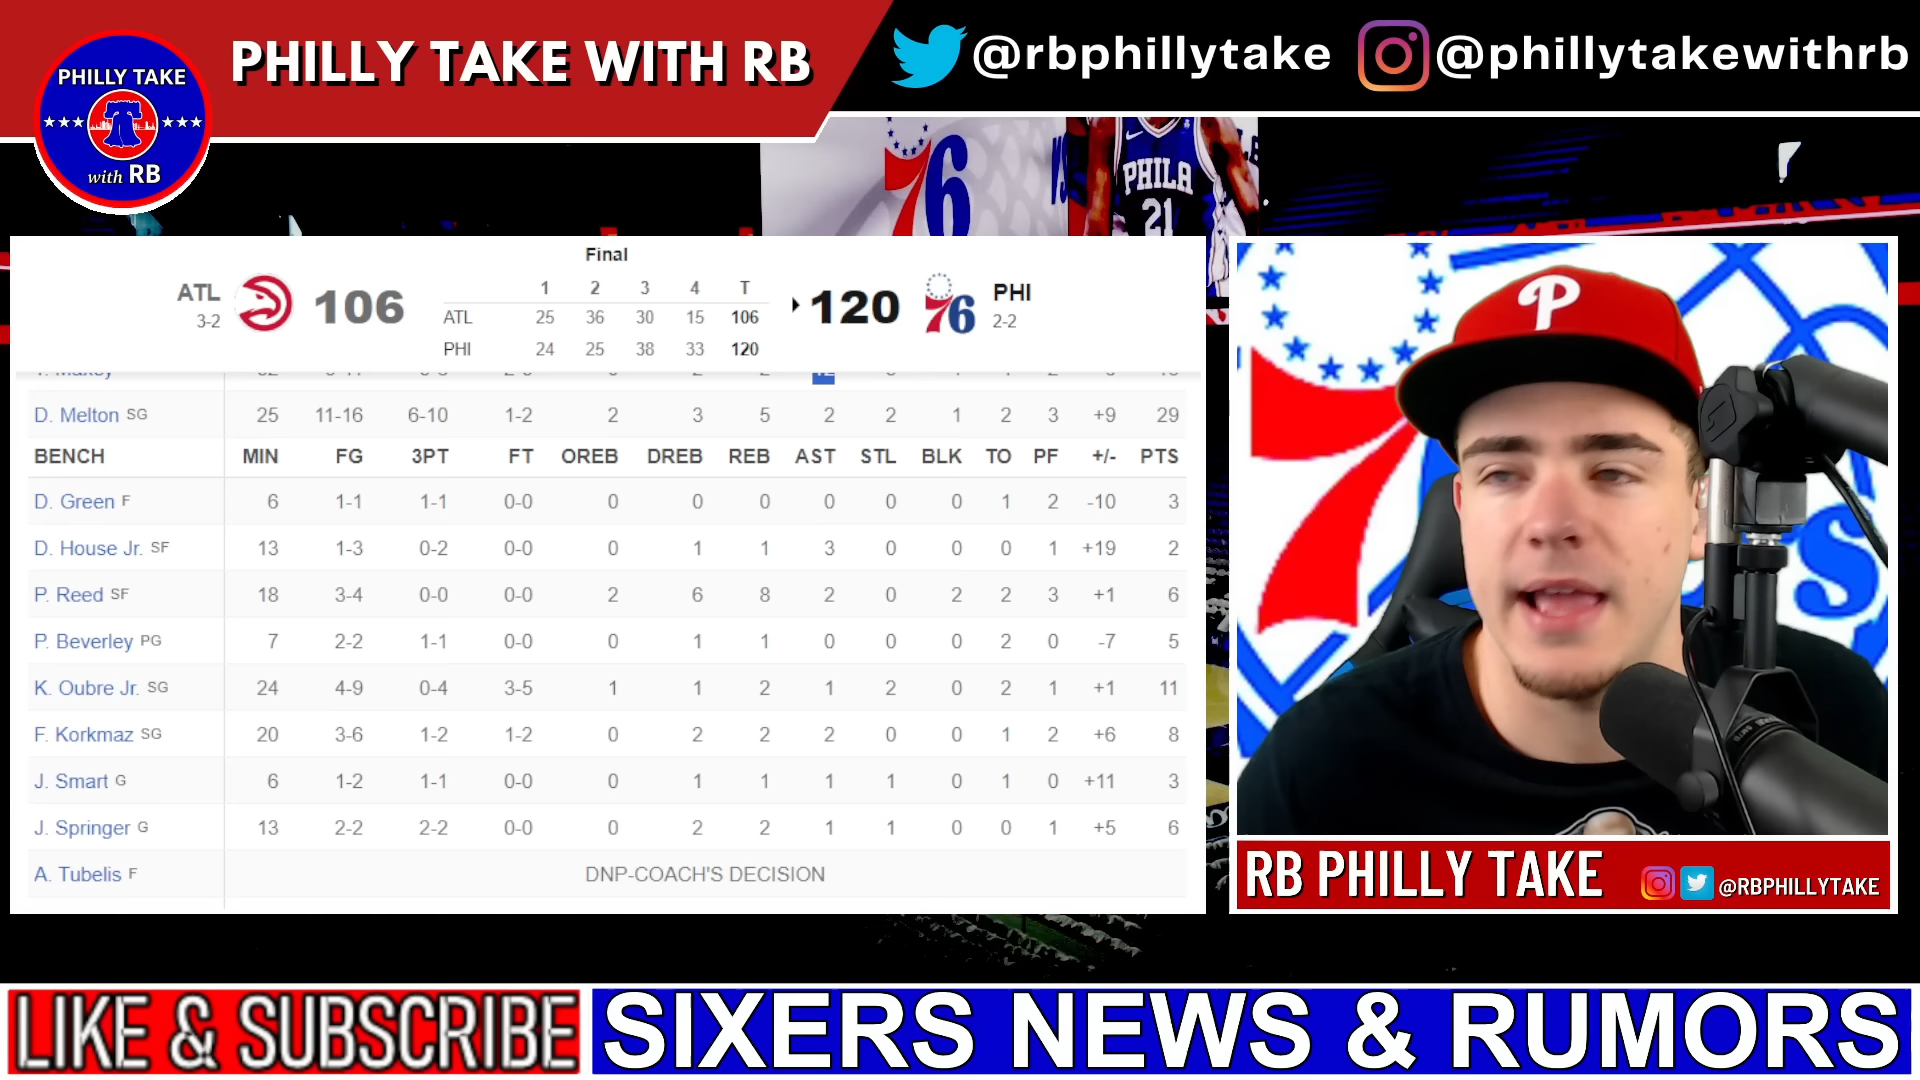 PHILLY TAKE
with RB
PHILLY TAKE WITH RB
@rbphillytake
@phillytakewithrb
76
PHILA
21
Final
ATL
3-2
106
1 2 3 4 T
ATL 25 36 30 15 106
PHI 24 25 38 33 120
120
76
PHI
2-2
D. Melton SG 25 11-16 6-10 1-2 2 3 5 2 2 1 2 3 +9 29
BENCH MIN FG 3PT FT OREB DREB REB AST STL BLK TO PF +/- PTS
D. Green F 6 1-1 1-1 0-0 0 0 0 0 0 0 1 2 -10 3
D. House Jr. SF 13 1-3 0-2 0-0 0 1 1 3 0 0 0 1 +19 2
P. Reed SF 18 3-4 0-0 0-0 2 6 8 2 0 2 2 3 +1 6
P. Beverley PG 7 2-2 1-1 0-0 0 1 1 0 0 0 2 0 -7 5
K. Oubre Jr. SG 24 4-9 0-4 3-5 1 1 2 1 2 0 2 1 +1 11
F. Korkmaz SG 20 3-6 1-2 1-2 0 2 2 2 0 0 1 2 +6 8
J. Smart G 6 1-2 1-1 0-0 0 1 1 1 1 0 1 0 +11 3
J. Springer G 13 2-2 2-2 0-0 0 2 2 1 1 0 0 1 +5 6
A. Tubelis F DNP-COACH'S DECISION
P
RB PHILLY TAKE
@RBPHILLYTAKE
LIKE & SUBSCRIBE
SIXERS NEWS & RUMORS